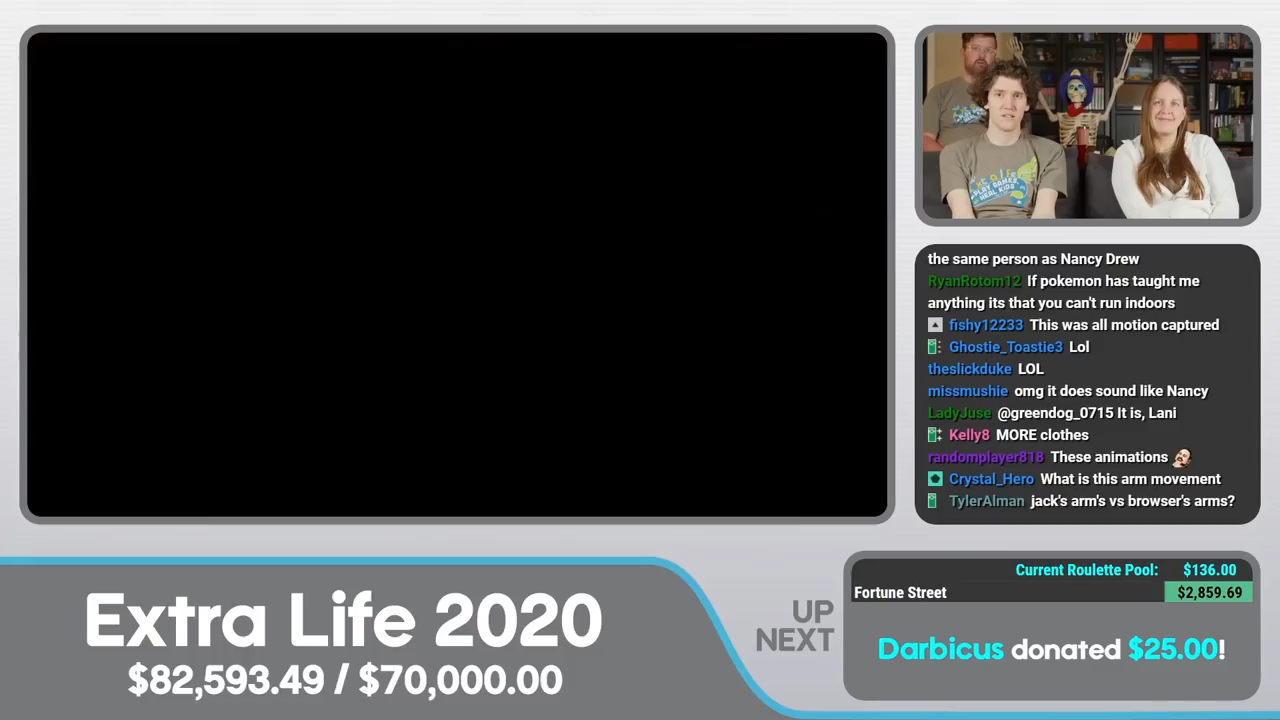 the same person as Nancy Drew
RyanRotom12 If pokemon has taught me
anything its that you can't run indoors
fishy12233 This was all motion captured
Ghostie_Toastie3 Lol
theslickduke LOL
missmushie omg it does sound like Nancy
LadyJuse @greendog_0715 It is, Lani
Kelly8 MORE clothes
randomplayer818 These animations
Crystal_Hero What is this arm movement
TylerAlman jack's arm's vs browser's arms?
Extra Life 2020
$82,593.49 / $70,000.00
UP
NEXT
Current Roulette Pool: $136.00
Fortune Street $2,859.69
Darbicus donated $25.00!
PLAY GAMES,
HEAL KIDS